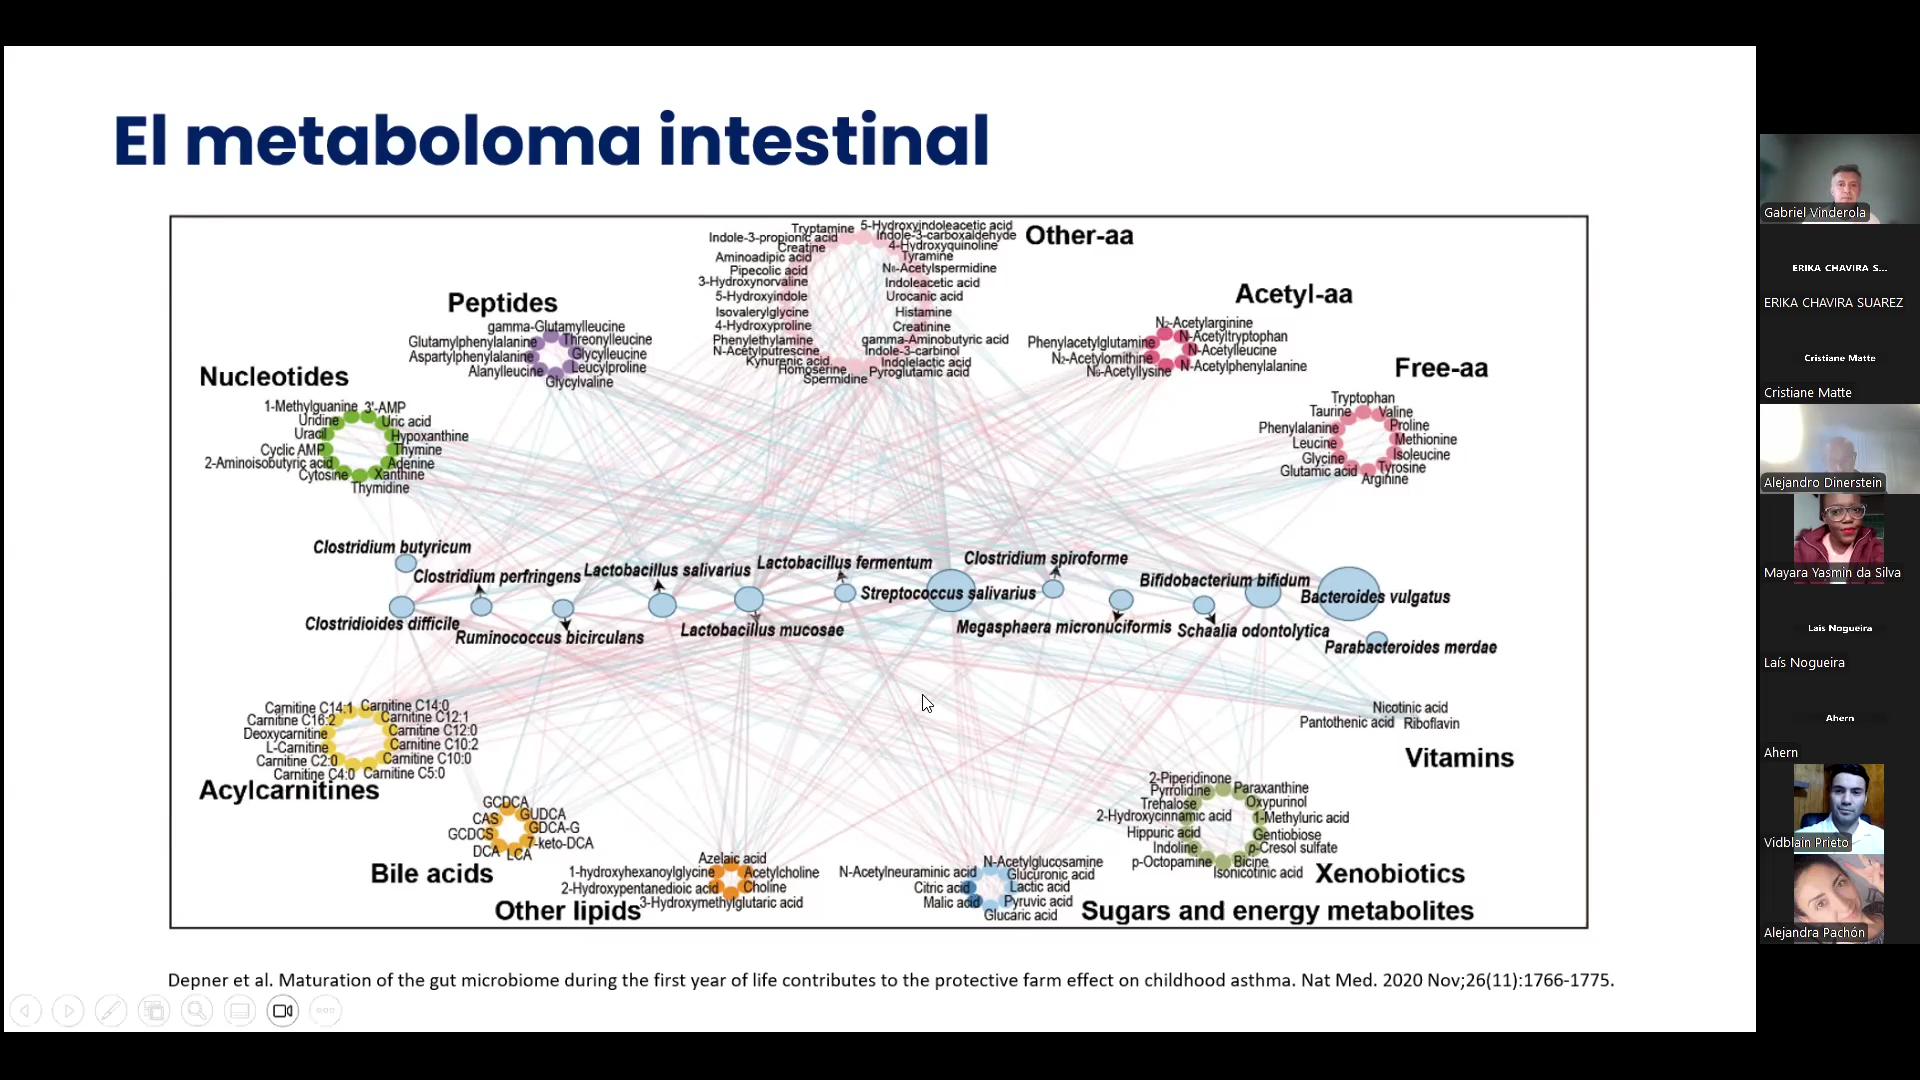 El metaboloma intestinal
Other-aa
Tryptamine 5-Hydroxyindoleacetic acid
Indole-3-propionic acid Indole-3-carboxaldehyde
Creatine 4-Hydroxyquinoline
Aminoadipic acid Tyramine
Pipecolic acid N8-Acetylspermidine
3-Hydroxynorvaline Indoleacetic acid
5-Hydroxyindole Urocanic acid
Isovalerylglycine Histamine
4-Hydroxyproline Creatinine
Phenylethylamine gamma-Aminobutyric acid
N-Acetylputrescine Indole-3-carbinol
Kynurenic acid Indolelactic acid
Homoserine Pyroglutamic acid
Spermidine
Peptides
gamma-Glutamylleucine
Glutamylphenylalanine Threonylleucine
Aspartylphenylalanine Glycylleucine
Alanylleucine Leucylproline
Glycylvaline
Acetyl-aa
N2-Acetylarginine
Phenylacetylglutamine N-Acetyltryptophan
N2-Acetylornithine N-Acetylleucine
N6-Acetyllysine N-Acetylphenylalanine
Nucleotides
1-Methylguanine 3'-AMP
Uridine Uric acid
Uracil Hypoxanthine
Cyclic AMP Thymine
2-Aminoisobutyric acid Adenine
Cytosine Xanthine
Thymidine
Free-aa
Tryptophan
Taurine Valine
Phenylalanine Proline
Leucine Methionine
Glycine Isoleucine
Glutamic acid Tyrosine
Arginine
Clostridium butyricum
Clostridium perfringens
Lactobacillus salivarius
Lactobacillus fermentum
Clostridium spiroforme
Bifidobacterium bifidum
Streptococcus salivarius
Bacteroides vulgatus
Clostridioides difficile
Ruminococcus bicirculans
Lactobacillus mucosae
Megasphaera micronuciformis
Schaalia odontolytica
Parabacteroides merdae
Carnitine C14:1 Carnitine C14:0
Carnitine C16:2 Carnitine C12:1
Deoxycarnitine Carnitine C12:0
L-Carnitine Carnitine C10:2
Carnitine C2:0 Carnitine C10:0
Carnitine C4:0 Carnitine C5:0
Acylcarnitines
Nicotinic acid
Pantothenic acid Riboflavin
Vitamins
GCDCA
CAS GUDCA
GCDCS GDCA-G
7-keto-DCA
DCA LCA
Bile acids
Azelaic acid
1-hydroxyhexanoylglycine Acetylcholine
2-Hydroxypentanedioic acid Choline
3-Hydroxymethylglutaric acid
Other lipids
N-Acetylglucosamine
N-Acetylneuraminic acid Glucuronic acid
Citric acid Lactic acid
Malic acid Pyruvic acid
Glucaric acid
Sugars and energy metabolites
2-Piperidinone Paraxanthine
Pyrrolidine Oxypurinol
Trehalose
2-Hydroxycinnamic acid 1-Methyluric acid
Hippuric acid Gentiobiose
Indoline p-Cresol sulfate
p-Octopamine Bicine
Isonicotinic acid
Xenobiotics
Depner et al. Maturation of the gut microbiome during the first year of life contributes to the protective farm effect on childhood asthma. Nat Med. 2020 Nov;26(11):1766-1775.
Gabriel Vinderola
ERIKA CHAVIRA S...
ERIKA CHAVIRA SUAREZ
Cristiane Matte
Cristiane Matte
Alejandro Dinerstein
Mayara Yasmin da Silva
Laís Nogueira
Laís Nogueira
Ahern
Ahern
Vidblain Prieto
Alejandra Pachón